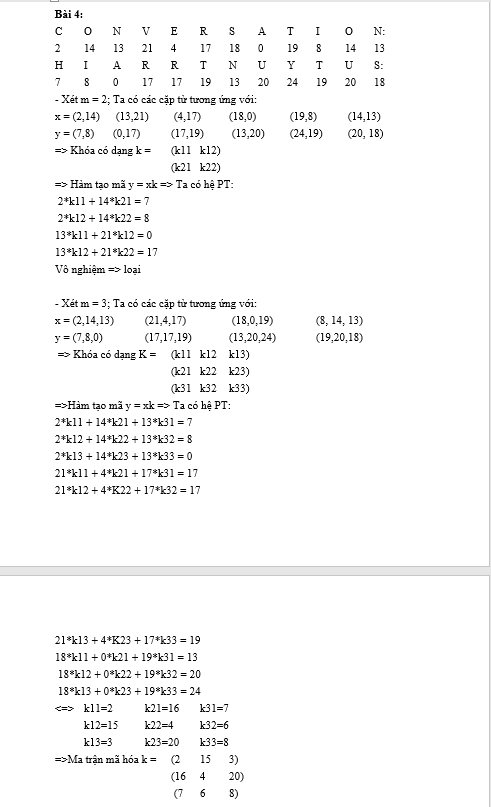 Bài 4:
C O N V E R S A T I O N:
2 14 13 21 4 17 18 0 19 8 14 13
H I A R R T N U Y T U S:
7 8 0 17 17 19 13 20 24 19 20 18
- Xét m = 2; Ta có các cặp từ tương ứng với:
x = (2,14) (13,21) (4,17) (18,0) (19,8) (14,13)
y = (7,8) (0,17) (17,19) (13,20) (24,19) (20, 18)
=> Khóa có dạng k = (k11 k12)
(k21 k22)
=> Hàm tạo mã y = xk => Ta có hệ PT:
2*k11 + 14*k21 = 7
2*k12 + 14*k22 = 8
13*k11 + 21*k12 = 0
13*k12 + 21*k22 = 17
Vô nghiệm => loại
- Xét m = 3; Ta có các cặp từ tương ứng với:
x = (2,14,13) (21,4,17) (18,0,19) (8, 14, 13)
y = (7,8,0) (17,17,19) (13,20,24) (19,20,18)
=> Khóa có dạng K = (k11 k12 k13)
(k21 k22 k23)
(k31 k32 k33)
=>Hàm tạo mã y = xk => Ta có hệ PT:
2*k11 + 14*k21 + 13*k31 = 7
2*k12 + 14*k22 + 13*k32 = 8
2*k13 + 14*k23 + 13*k33 = 0
21*k11 + 4*k21 + 17*k31 = 17
21*k12 + 4*K22 + 17*k32 = 17
21*k13 + 4*K23 + 17*k33 = 19
18*k11 + 0*k21 + 19*k31 = 13
18*k12 + 0*k22 + 19*k32 = 20
18*k13 + 0*k23 + 19*k33 = 24
<=> k11=2 k21=16 k31=7
k12=15 k22=4 k32=6
k13=3 k23=20 k33=8
=>Ma trận mã hóa k = (2 15 3)
(16 4 20)
(7 6 8)